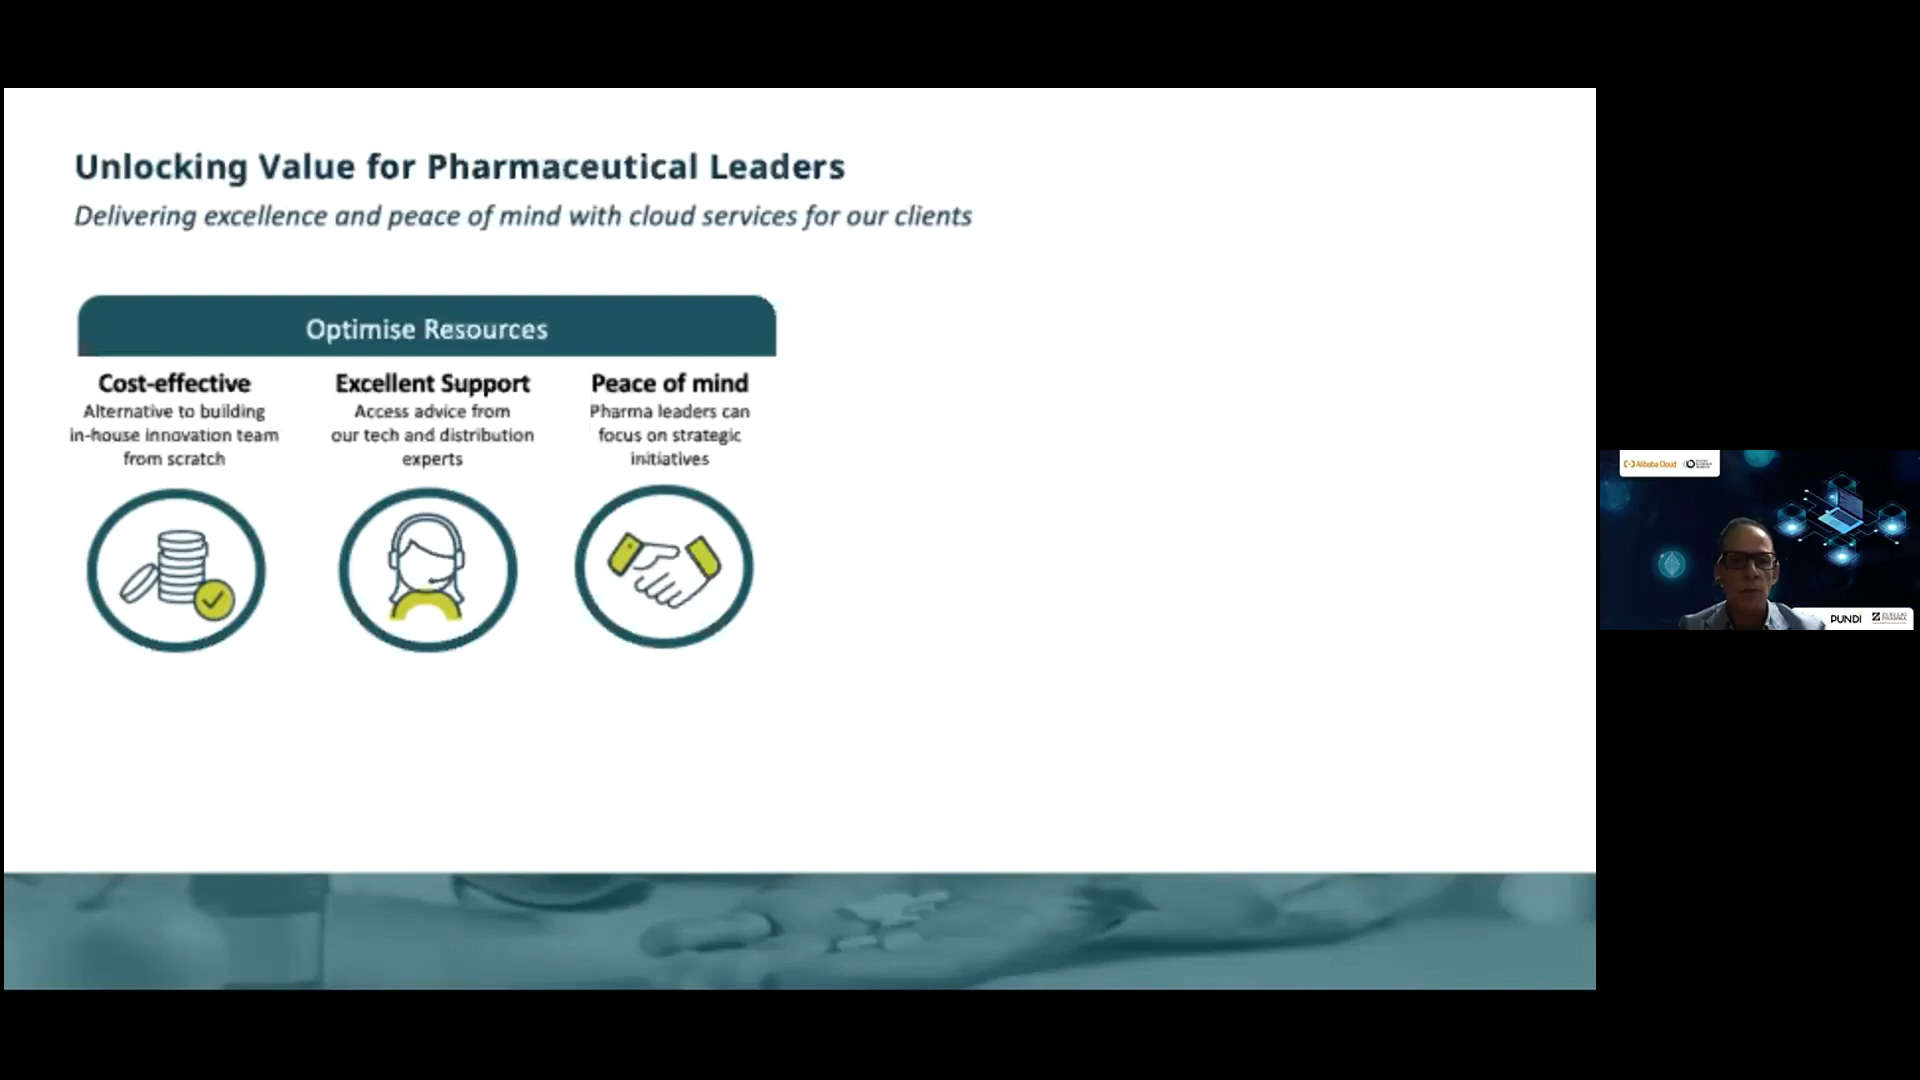 Unlocking Value for Pharmaceutical Leaders
Delivering excellence and peace of mind with cloud services for our clients
Optimise Resources
Cost-effective
Alternative to building
in-house innovation team
from scratch
Excellent Support
Access advice from
our tech and distribution
experts
Peace of mind
Pharma leaders can
focus on strategic
initiatives
Alibaba Cloud
PUNDI